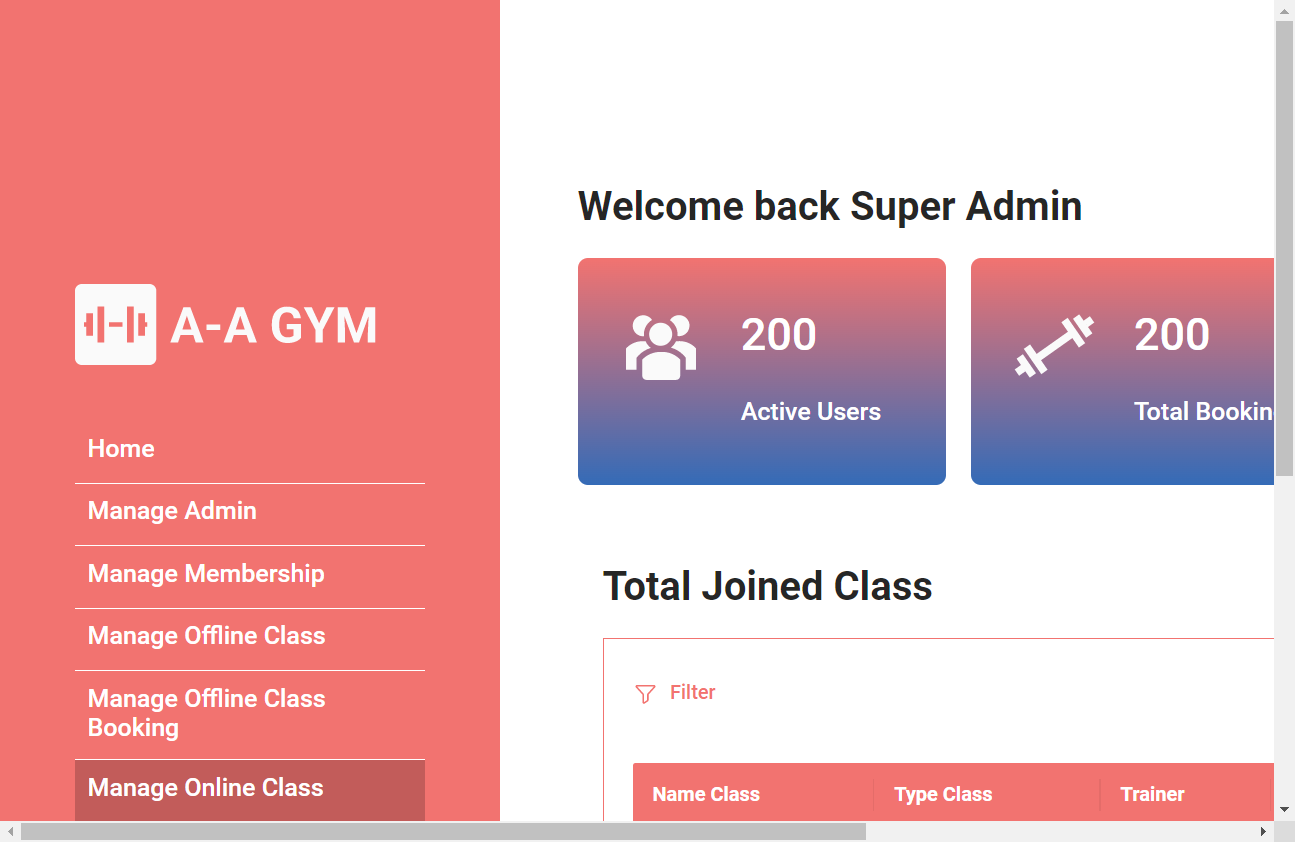 A-A GYM
Home
Manage Admin
Manage Membership
Manage Offline Class
Manage Offline Class
Booking
Manage Online Class
Welcome back Super Admin
200
Active Users
200
Total Bookin
Total Joined Class
Filter
Name Class
Type Class
Trainer